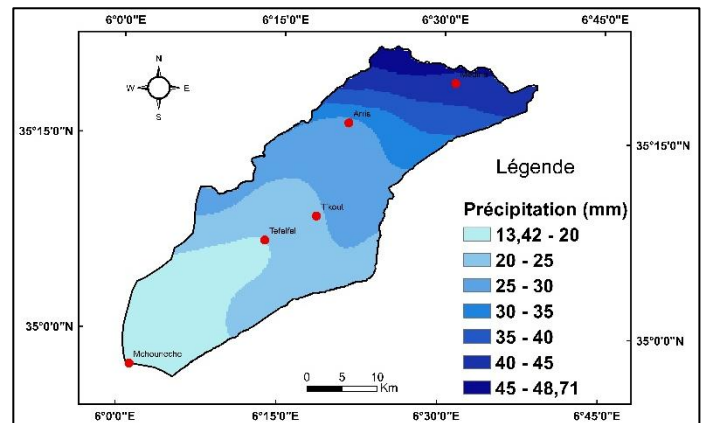 6°0'0"E 6°15'0"E 6°30'0"E 6°45'0"E
N
W E
S
Arris
35°15'0"N 35°15'0"N
Légende
Précipitation (mm)
13,42 - 20
20 - 25
25 - 30
30 - 35
35 - 40
40 - 45
45 - 48,71
T'kout
Tefelfel
35°0'0"N 35°0'0"N
Mchouneche
0 5 10
Km
6°0'0"E 6°15'0"E 6°30'0"E 6°45'0"E